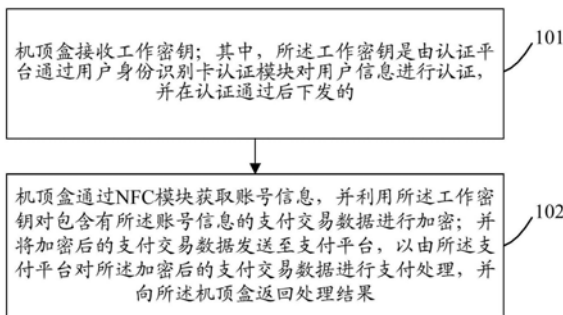 机顶盒接收工作密钥；其中，所述工作密钥是由认证平
台通过用户身份识别卡认证模块对用户信息进行认证，
并在认证通过后下发的
101
机顶盒通过NFC模块获取账号信息，并利用所述工作密
钥对包含有所述账号信息的支付交易数据进行加密；并
将加密后的支付交易数据发送至支付平台，以由所述支
付平台对所述加密后的支付交易数据进行支付处理，并
向所述机顶盒返回处理结果
102